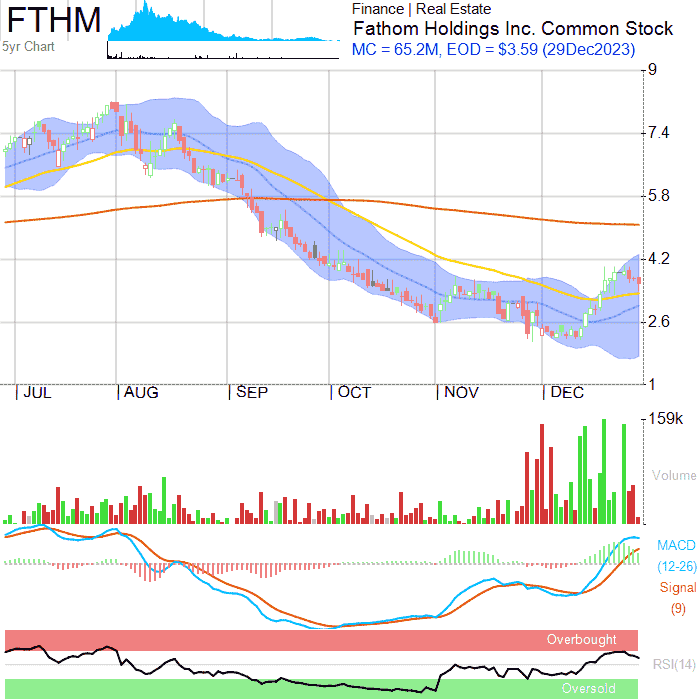 FTHM
5yr Chart
Finance | Real Estate
Fathom Holdings Inc. Common Stock
MC = 65.2M, EOD = $3.59 (29Dec2023)
9
7.4
5.8
4.2
2.6
1
JUL AUG SEP OCT NOV DEC
159k
Volume
MACD
(12-26)
Signal
(9)
Overbought
RSI(14)
Oversold